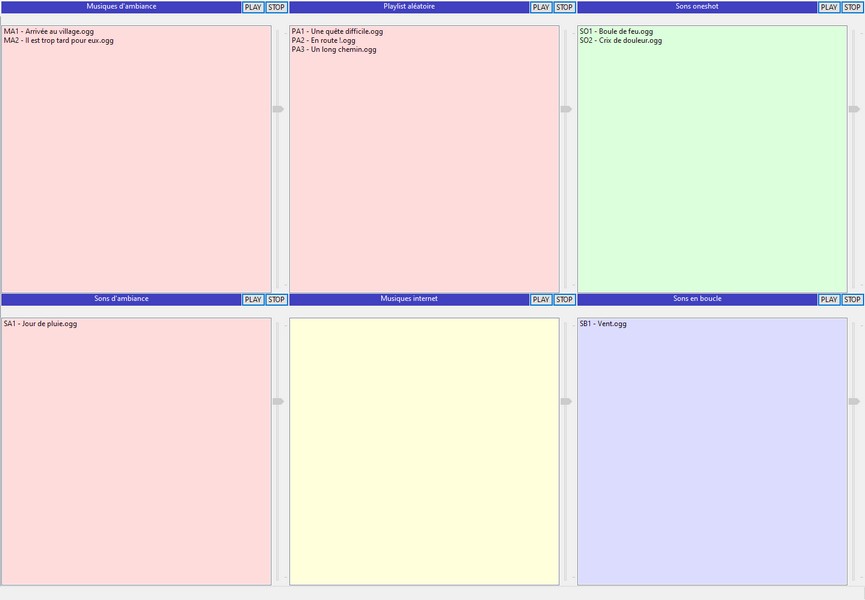 Musiques d'ambiance PLAY STOP
Playlist aléatoire PLAY STOP
Sons oneshot PLAY STOP
MA1 - Arrivée au village.ogg
MA2 - Il est trop tard pour eux.ogg
PA1 - Une quête difficile.ogg
PA2 - En route !.ogg
PA3 - Un long chemin.ogg
SO1 - Boule de feu.ogg
SO2 - Crix de douleur.ogg
Sons d'ambiance PLAY STOP
Musiques internet PLAY STOP
Sons en boucle PLAY STOP
SA1 - Jour de pluie.ogg
SB1 - Vent.ogg